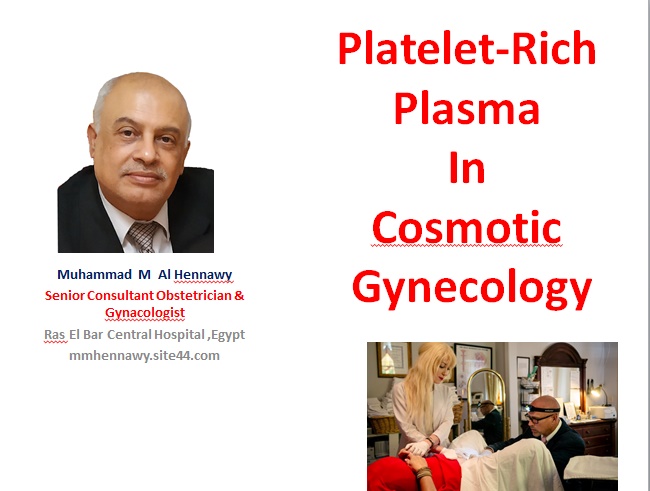 Platelet-Rich
Plasma
In
Cosmotic
Gynecology
Muhammad M Al Hennawy
Senior Consultant Obstetrician &
Gynacologist
Ras El Bar Central Hospital ,Egypt
mmhennawy.site44.com